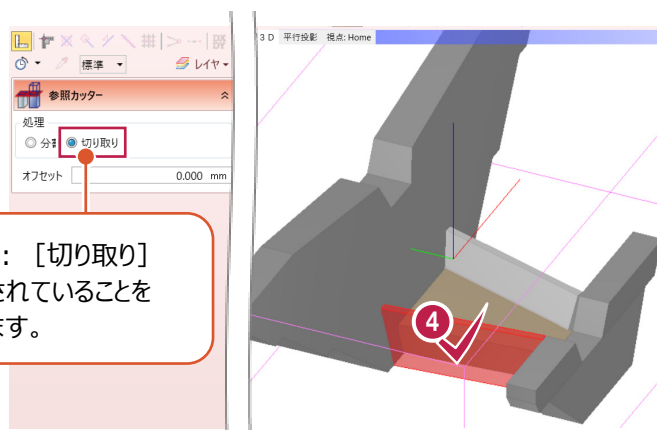 3 D 平行投影 視点: Home
標準
レイヤ
参照カッター
処理
分 切り取り
オフセット 0.000 mm
: [切り取り]
されていることを
ます。
4